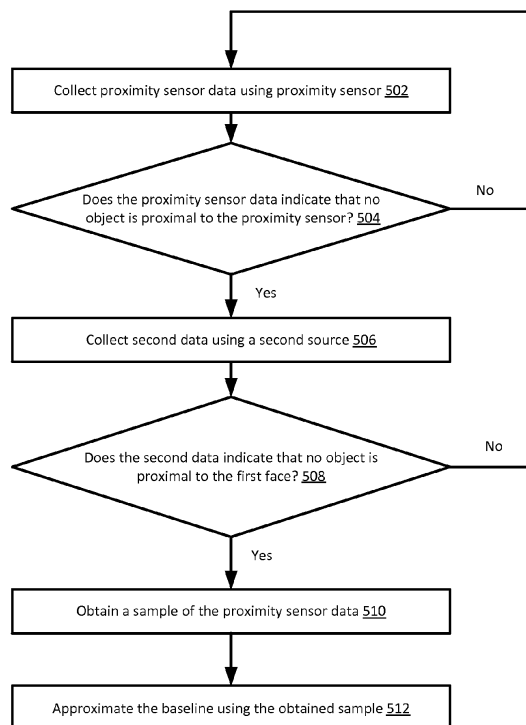 Collect proximity sensor data using proximity sensor 502
Does the proximity sensor data indicate that no
object is proximal to the proximity sensor? 504
No
Yes
Collect second data using a second source 506
Does the second data indicate that no object is
proximal to the first face? 508
No
Yes
Obtain a sample of the proximity sensor data 510
Approximate the baseline using the obtained sample 512